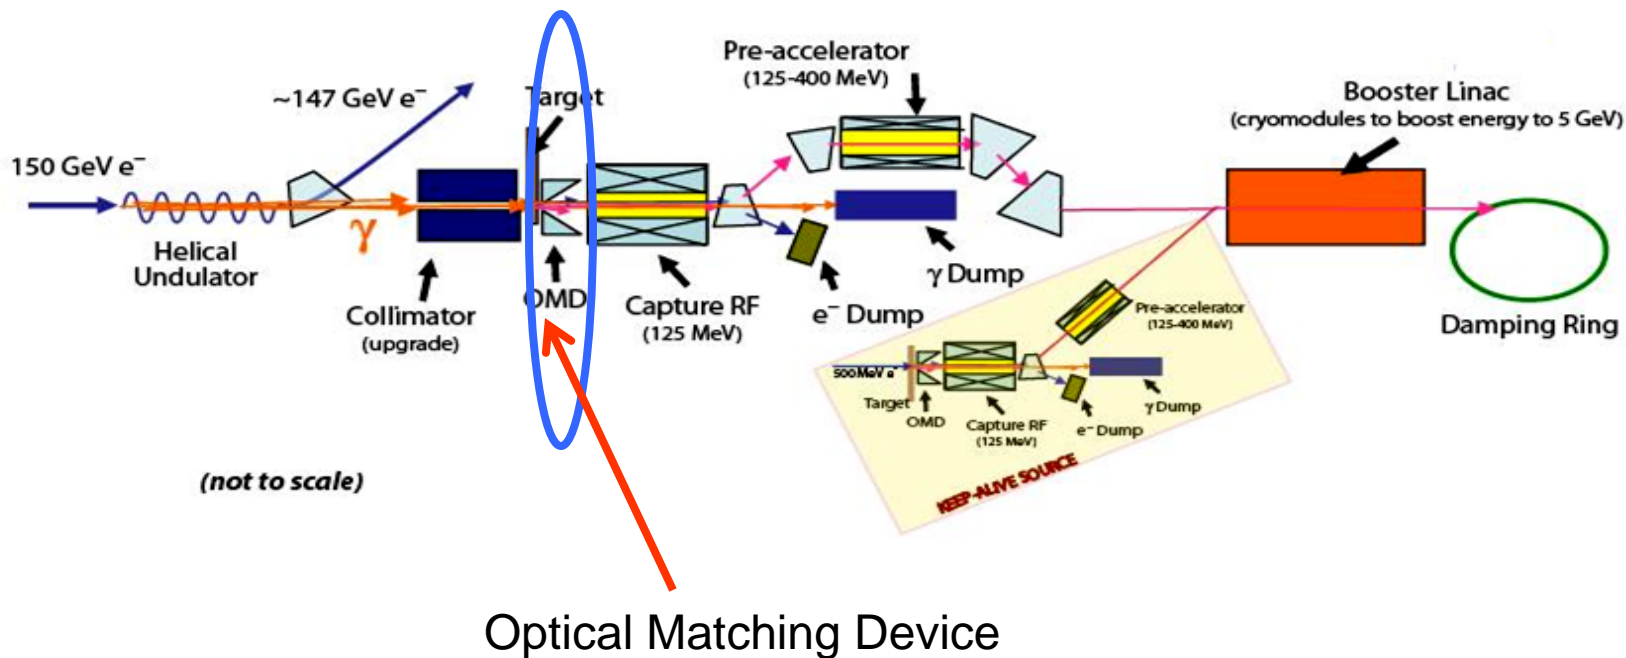 Pre-accelerator
(125-400 MeV)
~147 GeV e⁻
Target
Booster Linac
(cryomodules to boost energy to 5 GeV)
150 GeV e⁻
γ
Helical
Undulator
Collimator
(upgrade)
OMD
Capture RF
(125 MeV)
e⁻ Dump
γ Dump
Damping Ring
Pre-accelerator
(125-400 MeV)
500 MeV e⁻
Target
OMD
Capture RF
(125 MeV)
e⁻ Dump
γ Dump
KEEP-ALIVE SOURCE
(not to scale)
Optical Matching Device